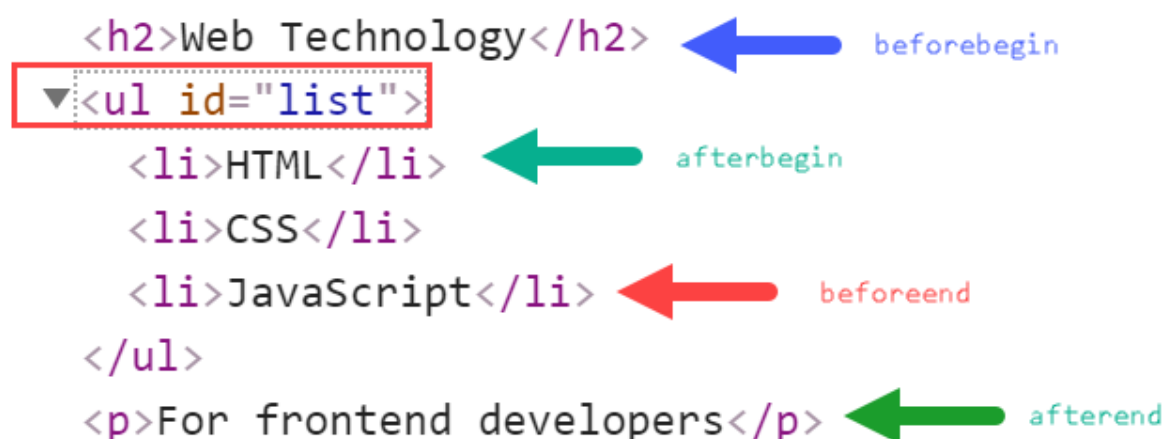 <h2>Web Technology</h2> beforebegin
▼<ul id="list">
<li>HTML</li> afterbegin
<li>CSS</li>
<li>JavaScript</li> beforeend
</ul>
<p>For frontend developers</p> afterend